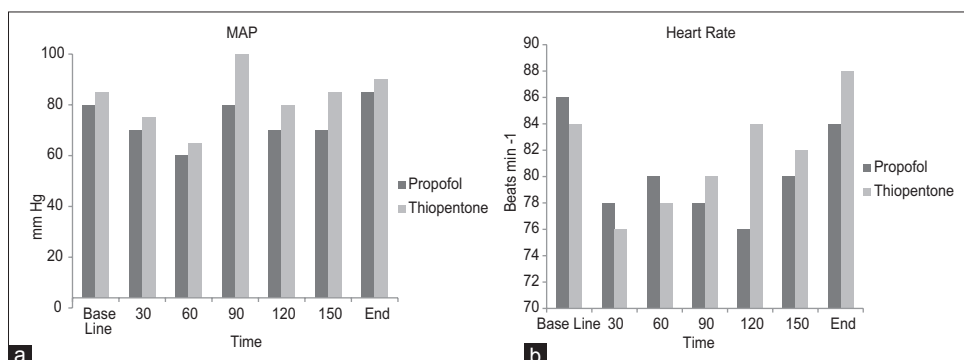 MAP
100
80
60
40
20
0
mm Hg
Base
Line
30
60
90
120
150
End
Time
Propofol
Thiopentone
a
Heart Rate
90
88
86
84
82
80
78
76
74
72
70
Beats min -1
Base Line
30
60
90
120
150
End
Time
Propofol
Thiopentone
b